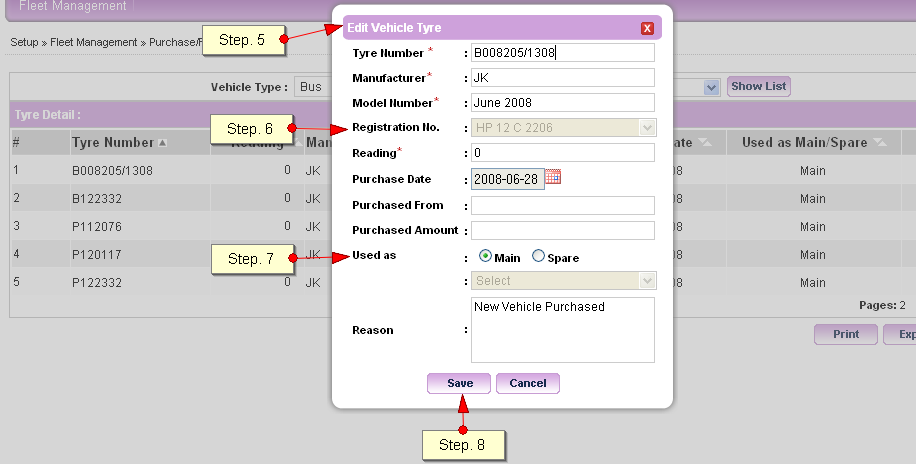 Fleet Management
Setup » Fleet Management » Purchase/
Vehicle Type : Bus
Show List
Tyre Detail :
# Tyre Number Reading Ma ate Used as Main/Spare
1 B008205/1308 0 JK 08 Main
2 B122332 0 JK 08 Main
3 P112076 0 JK 08 Main
4 P120117 0 JK 08 Main
5 P122332 0 JK 08 Main
Pages: 2
Print Exp
Step. 5
Edit Vehicle Tyre
Tyre Number * : B008205/1308
Manufacturer* : JK
Model Number* : June 2008
Step. 6
Registration No. : HP 12 C 2206
Reading* : 0
Purchase Date : 2008-06-28
Purchased From :
Purchased Amount :
Step. 7
Used as : Main Spare
: Select
Reason : New Vehicle Purchased
Save Cancel
Step. 8